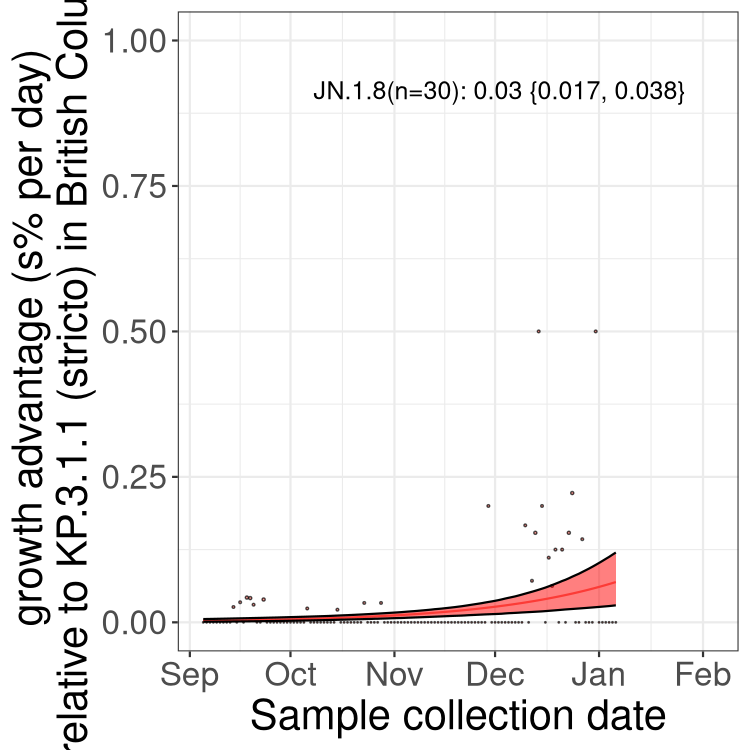 growth advantage (s% per day)
relative to KP.3.1.1 (stricto) in British Colu
1.00
0.75
0.50
0.25
0.00
JN.1.8(n=30): 0.03 {0.017, 0.038}
Sep Oct Nov Dec Jan Feb
Sample collection date